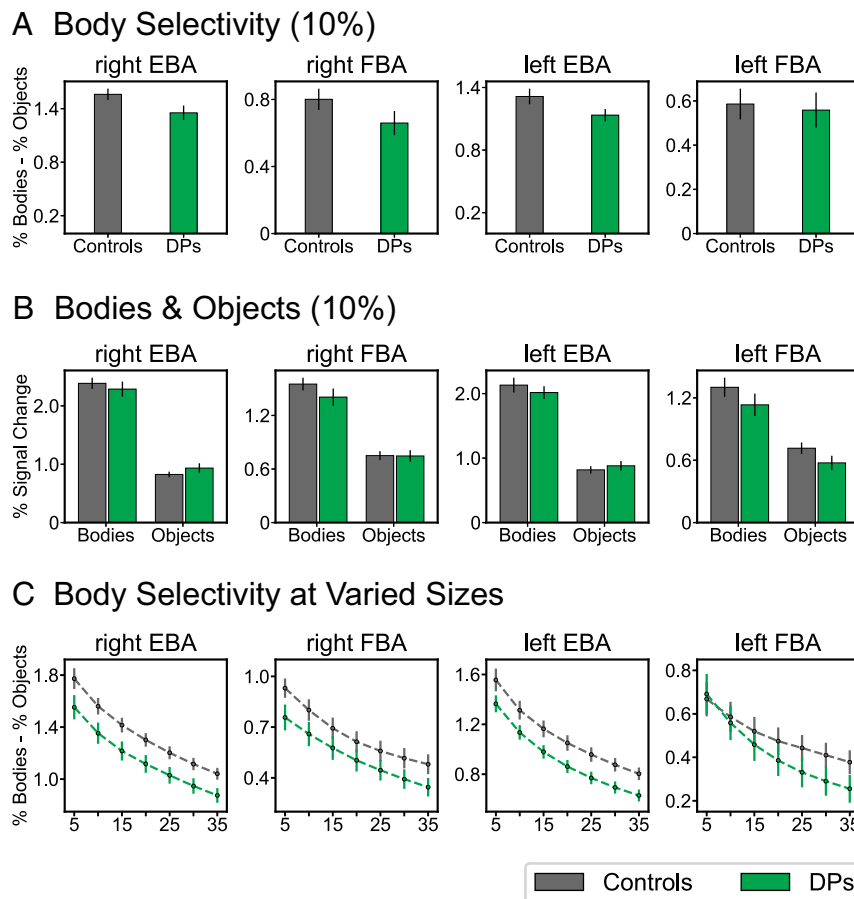 A Body Selectivity (10%)
right EBA
right FBA
left EBA
left FBA
% Bodies - % Objects
1.4
0.8
0.2
Controls DPs
0.8
0.4
0
Controls DPs
1.4
0.8
0.2
Controls DPs
0.6
0.4
0.2
0
Controls DPs
B Bodies & Objects (10%)
right EBA
right FBA
left EBA
left FBA
% Signal Change
2.0
1.0
0
Bodies Objects
1.2
0.6
0
Bodies Objects
2.0
1.0
0
Bodies Objects
1.2
0.6
0
Bodies Objects
C Body Selectivity at Varied Sizes
right EBA
right FBA
left EBA
left FBA
% Bodies - % Objects
1.8
1.4
1.0
5 15 25 35
1.0
0.7
0.4
5 15 25 35
1.6
1.2
0.8
5 15 25 35
0.8
0.6
0.4
0.2
5 15 25 35
Controls DPs